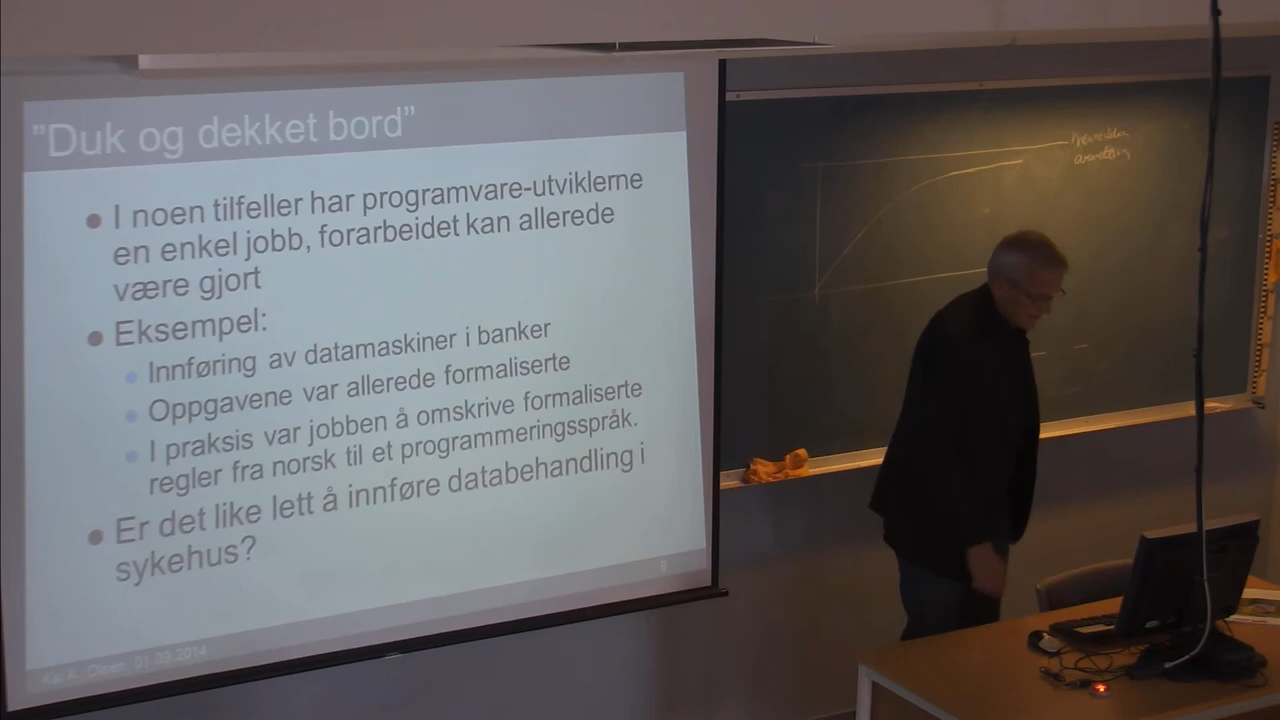 ”Duk og dekket bord”
I noen tilfeller har programvare-utviklerne
en enkel jobb, forarbeidet kan allerede
være gjort
Eksempel:
Innføring av datamaskiner i banker
Oppgavene var allerede formaliserte
I praksis var jobben å omskrive formaliserte
regler fra norsk til et programmeringsspråk.
Er det like lett å innføre databehandling i
sykehus?
8
Kai A. Olsen, 01.09.2014